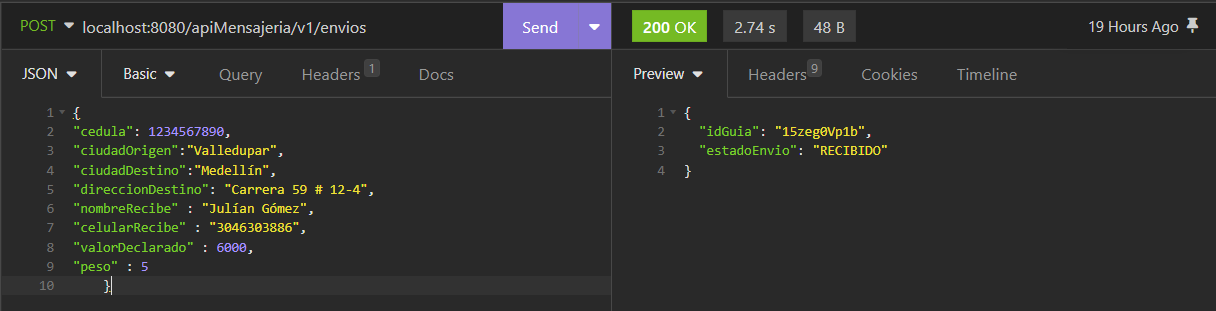 POST localhost:8080/apiMensajeria/v1/envios Send 200 OK 2.74 s 48 B 19 Hours Ago
JSON Basic Query Headers 1 Docs Preview Headers 9 Cookies Timeline
1 {
2 "cedula": 1234567890,
3 "ciudadOrigen":"Valledupar",
4 "ciudadDestino":"Medellín",
5 "direccionDestino": "Carrera 59 # 12-4",
6 "nombreRecibe" : "Julían Gómez",
7 "celularRecibe" : "3046303886",
8 "valorDeclarado" : 6000,
9 "peso" : 5
10 }
1 {
2 "idGuia": "15zeg0Vp1b",
3 "estadoEnvio": "RECIBIDO"
4 }